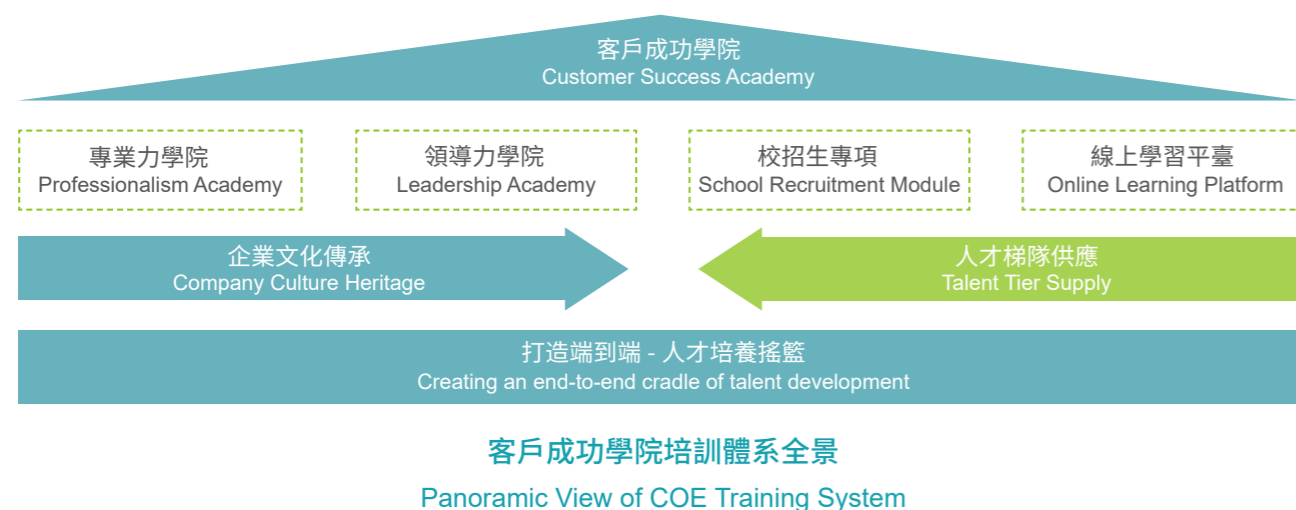 客戶成功學院
Customer Success Academy
專業力學院
Professionalism Academy
領導力學院
Leadership Academy
校招生專項
School Recruitment Module
線上學習平臺
Online Learning Platform
企業文化傳承
Company Culture Heritage
人才梯隊供應
Talent Tier Supply
打造端到端 - 人才培養搖籃
Creating an end-to-end cradle of talent development
客戶成功學院培訓體系全景
Panoramic View of COE Training System